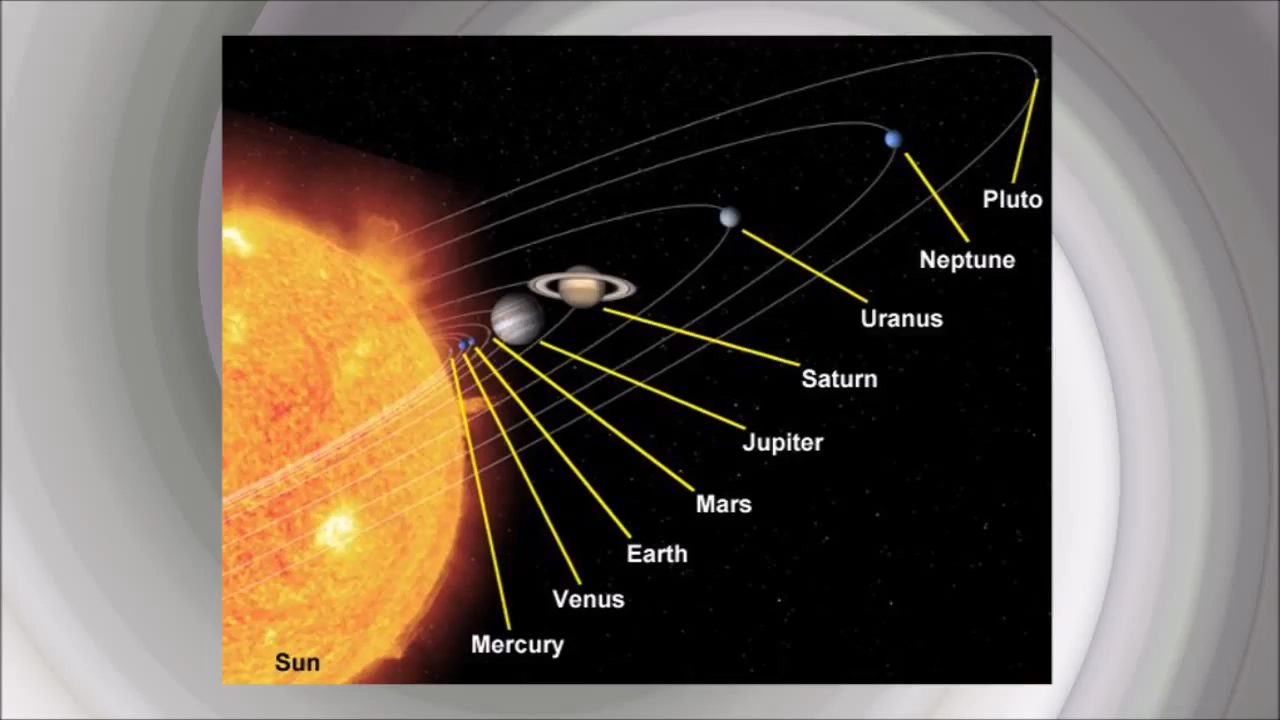 Pluto
Neptune
Uranus
Saturn
Jupiter
Mars
Earth
Venus
Mercury
Sun